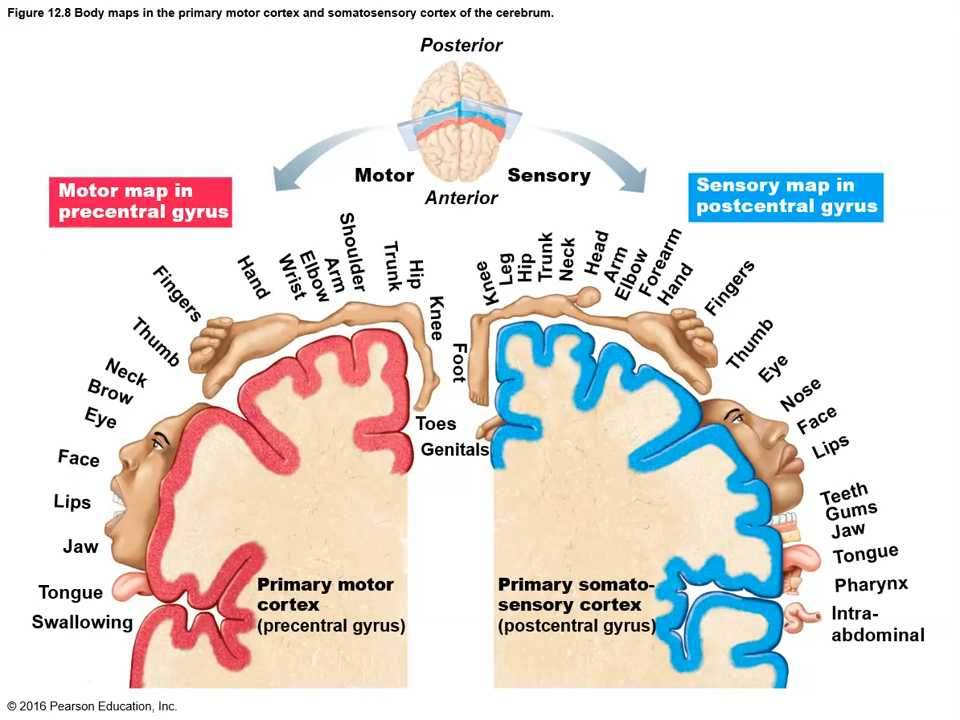 Figure 12.8 Body maps in the primary motor cortex and somatosensory cortex of the cerebrum.
Posterior
Motor
Sensory
Anterior
Motor map in
precentral gyrus
Sensory map in
postcentral gyrus
Swallowing
Tongue
Jaw
Lips
Face
Eye
Brow
Neck
Thumb
Fingers
Hand
Wrist
Elbow
Arm
Shoulder
Trunk
Hip
Knee
Toes
Genitals
Foot
Knee
Leg
Hip
Trunk
Neck
Head
Arm
Elbow
Forearm
Hand
Fingers
Thumb
Eye
Nose
Face
Lips
Teeth
Gums
Jaw
Tongue
Pharynx
Intra-
abdominal
Primary motor
cortex
(precentral gyrus)
Primary somato-
sensory cortex
(postcentral gyrus)
© 2016 Pearson Education, Inc.